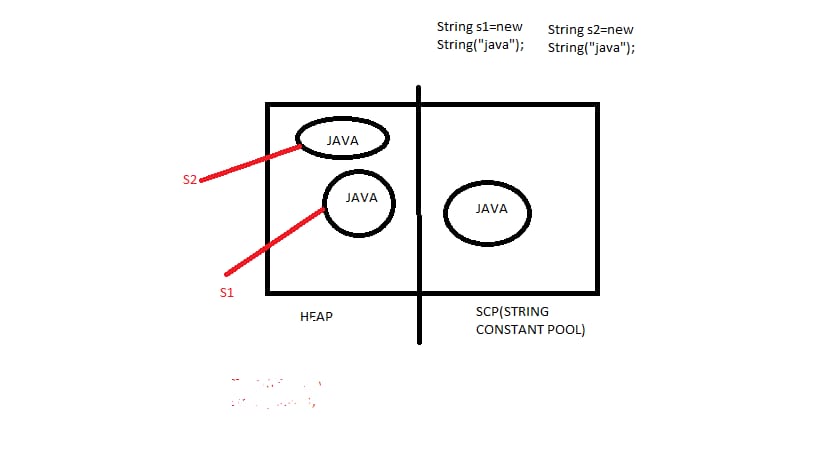 String s1=new
String("java");
String s2=new
String("java");
JAVA
S2
JAVA
JAVA
S1
HEAP
SCP(STRING
CONSTANT POOL)